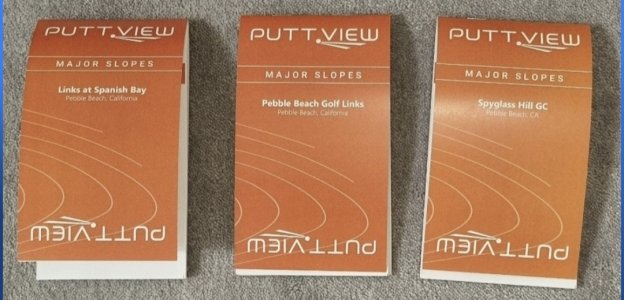 PUTT.VIEW
MAJOR SLOPES
Links at Spanish Bay
Pebble Beach, California
PUTT.VIEW
PUTT.VIEW
MAJOR SLOPES
Pebble Beach Golf Links
Pebble Beach, California
PUTT.VIEW
PUTT.VIEW
MAJOR SLOPES
Spyglass Hill GC
Pebble Beach, CA
PUTT.VIEW